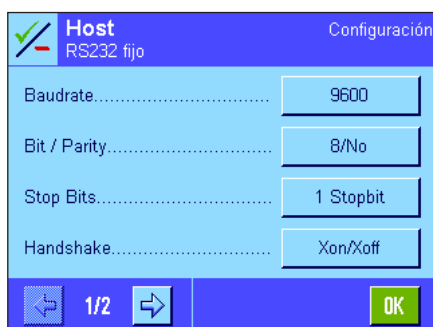 Host Configuración
RS232 fijo
Baudrate.............................. 9600
Bit / Parity............................ 8/No
Stop Bits.............................. 1 Stopbit
Handshake........................... Xon/Xoff
1/2 OK